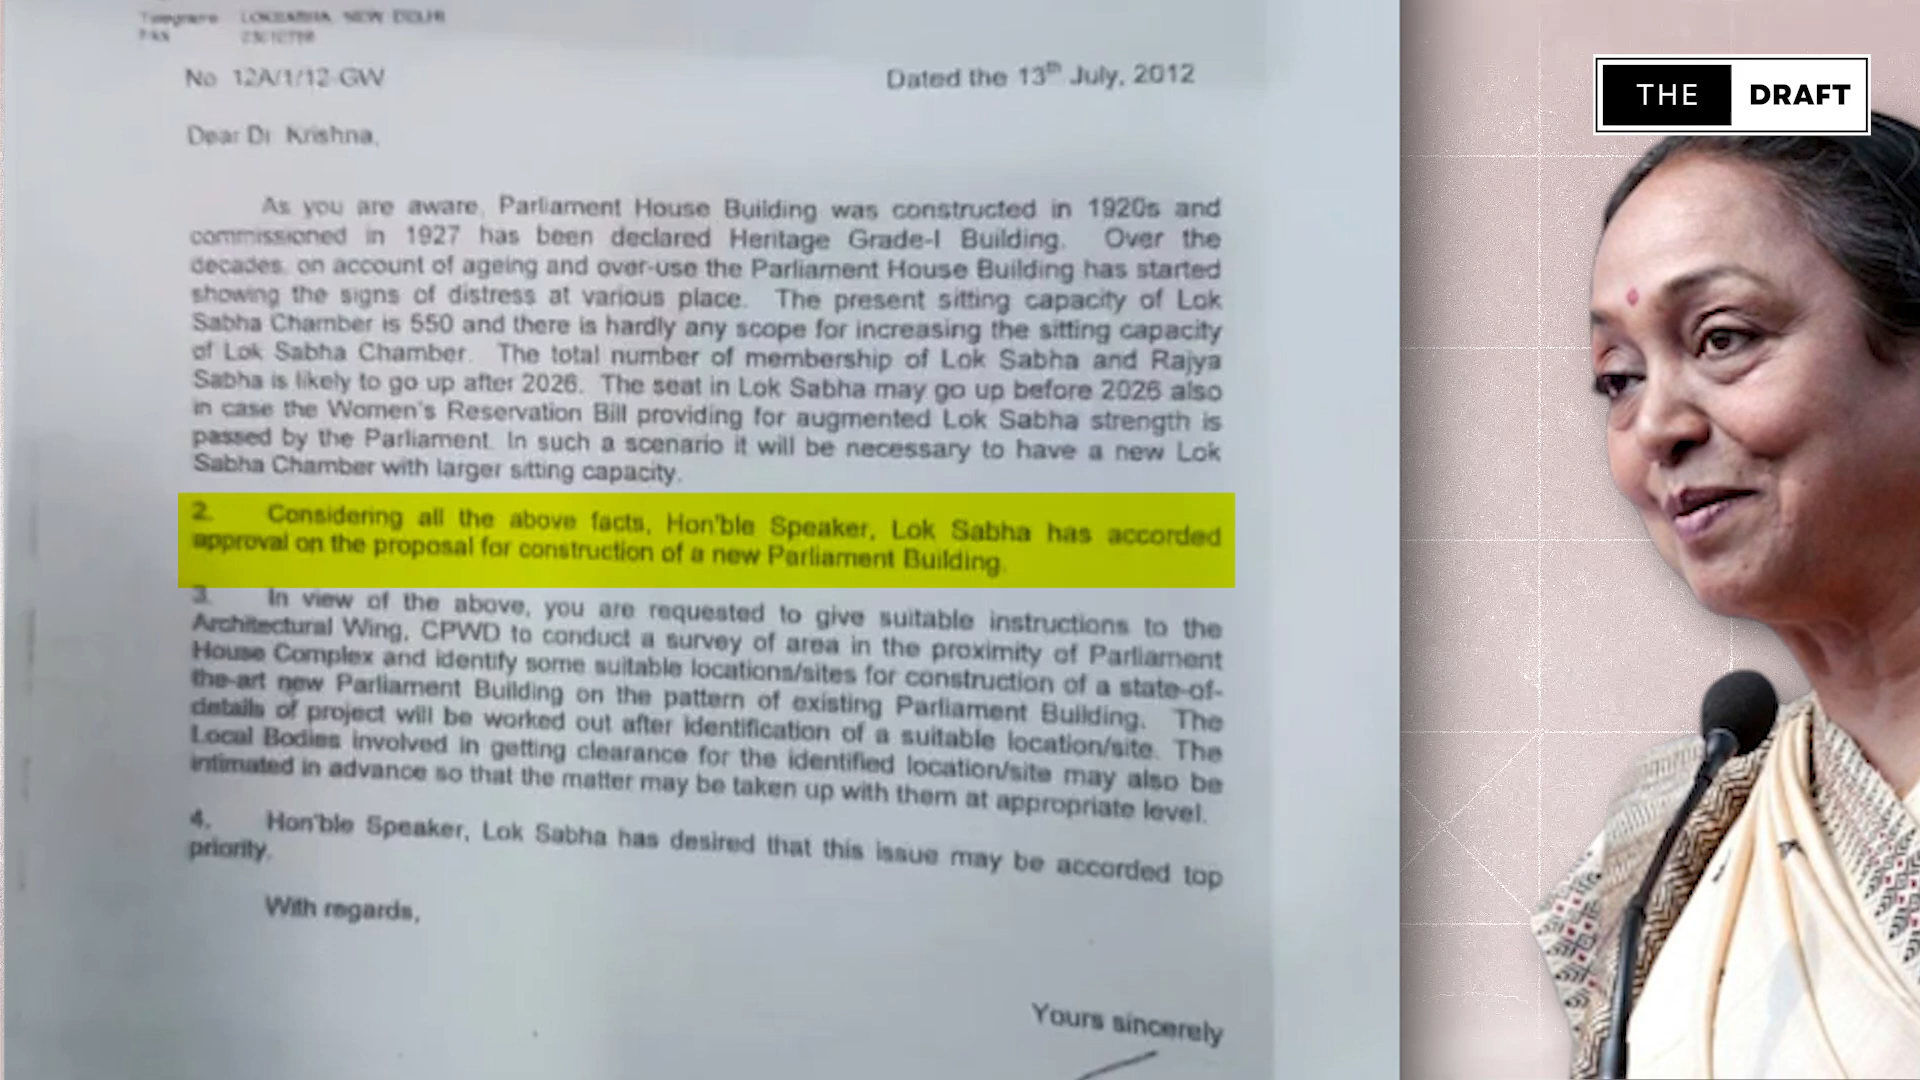 LOKSABHA NEW DELHI
FAX
THE DRAFT
No 12A/1/12-GW
Dated the 13th July, 2012
Dear Dr Krishna,
As you are aware, Parliament House Building was constructed in 1920s and
commissioned in 1927 has been declared Heritage Grade-I Building. Over the
decades, on account of ageing and over-use the Parliament House Building has started
showing the signs of distress at various place. The present sitting capacity of Lok
Sabha Chamber is 550 and there is hardly any scope for increasing the sitting capacity
of Lok Sabha Chamber. The total number of membership of Lok Sabha and Rajya
Sabha is likely to go up after 2026. The seat in Lok Sabha may go up before 2026 also
in case the Women's Reservation Bill providing for augmented Lok Sabha strength is
passed by the Parliament. In such a scenario it will be necessary to have a new Lok
Sabha Chamber with larger sitting capacity.
2. Considering all the above facts, Hon'ble Speaker, Lok Sabha has accorded
approval on the proposal for construction of a new Parliament Building.
3. In view of the above, you are requested to give suitable instructions to the
Architectural Wing, CPWD to conduct a survey of area in the proximity of Parliament
House Complex and identify some suitable locations/sites for construction of a state-of-
the-art new Parliament Building on the pattern of existing Parliament Building. The
details of project will be worked out after identification of a suitable location/site. The
Local Bodies involved in getting clearance for the identified location/site may also be
intimated in advance so that the matter may be taken up with them at appropriate level.
4. Hon'ble Speaker, Lok Sabha has desired that this issue may be accorded top
priority.
With regards,
Yours sincerely